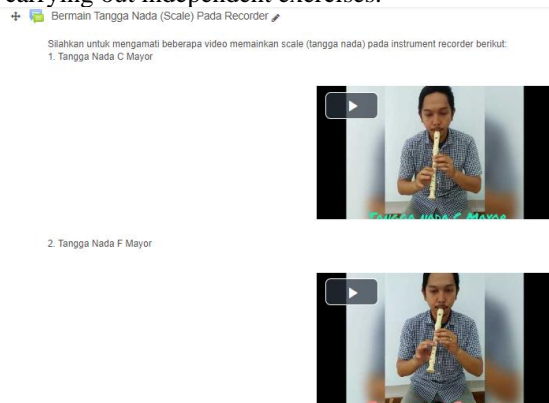 carrying out independent exercises.
Bermain Tangga Nada (Scale) Pada Recorder
Silahkan untuk mengamati beberapa video memainkan scale (tangga nada) pada instrument recorder berikut:
1. Tangga Nada C Mayor
TANGGA NADA C MAYOR
2. Tangga Nada F Mayor